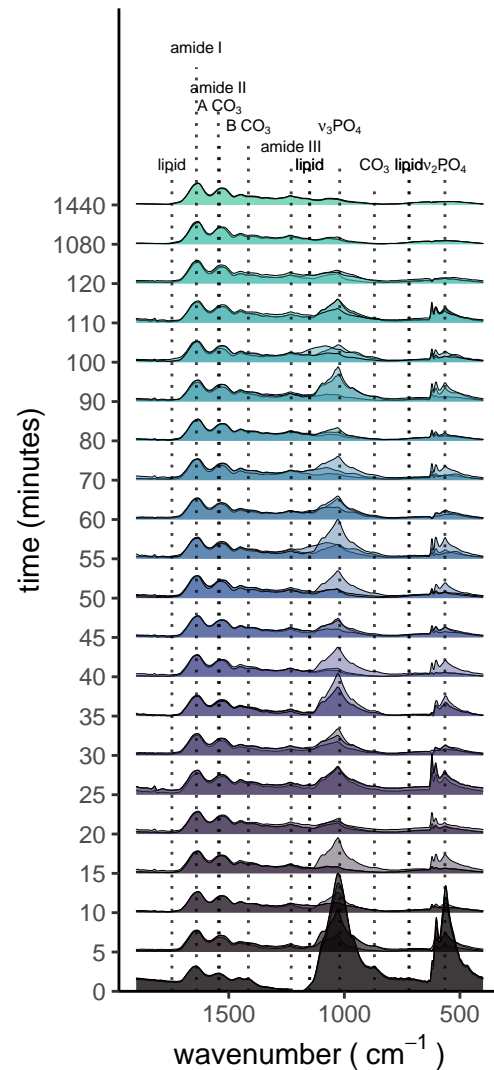 amide I
amide II
A CO₃
B CO₃
ν₃PO₄
amide III
lipid
lipid
CO₃
lipid
ν₂PO₄
1440
1080
120
110
100
90
80
70
60
55
50
45
40
35
30
25
20
15
10
5
0
time (minutes)
1500
1000
500
wavenumber ( cm⁻¹ )